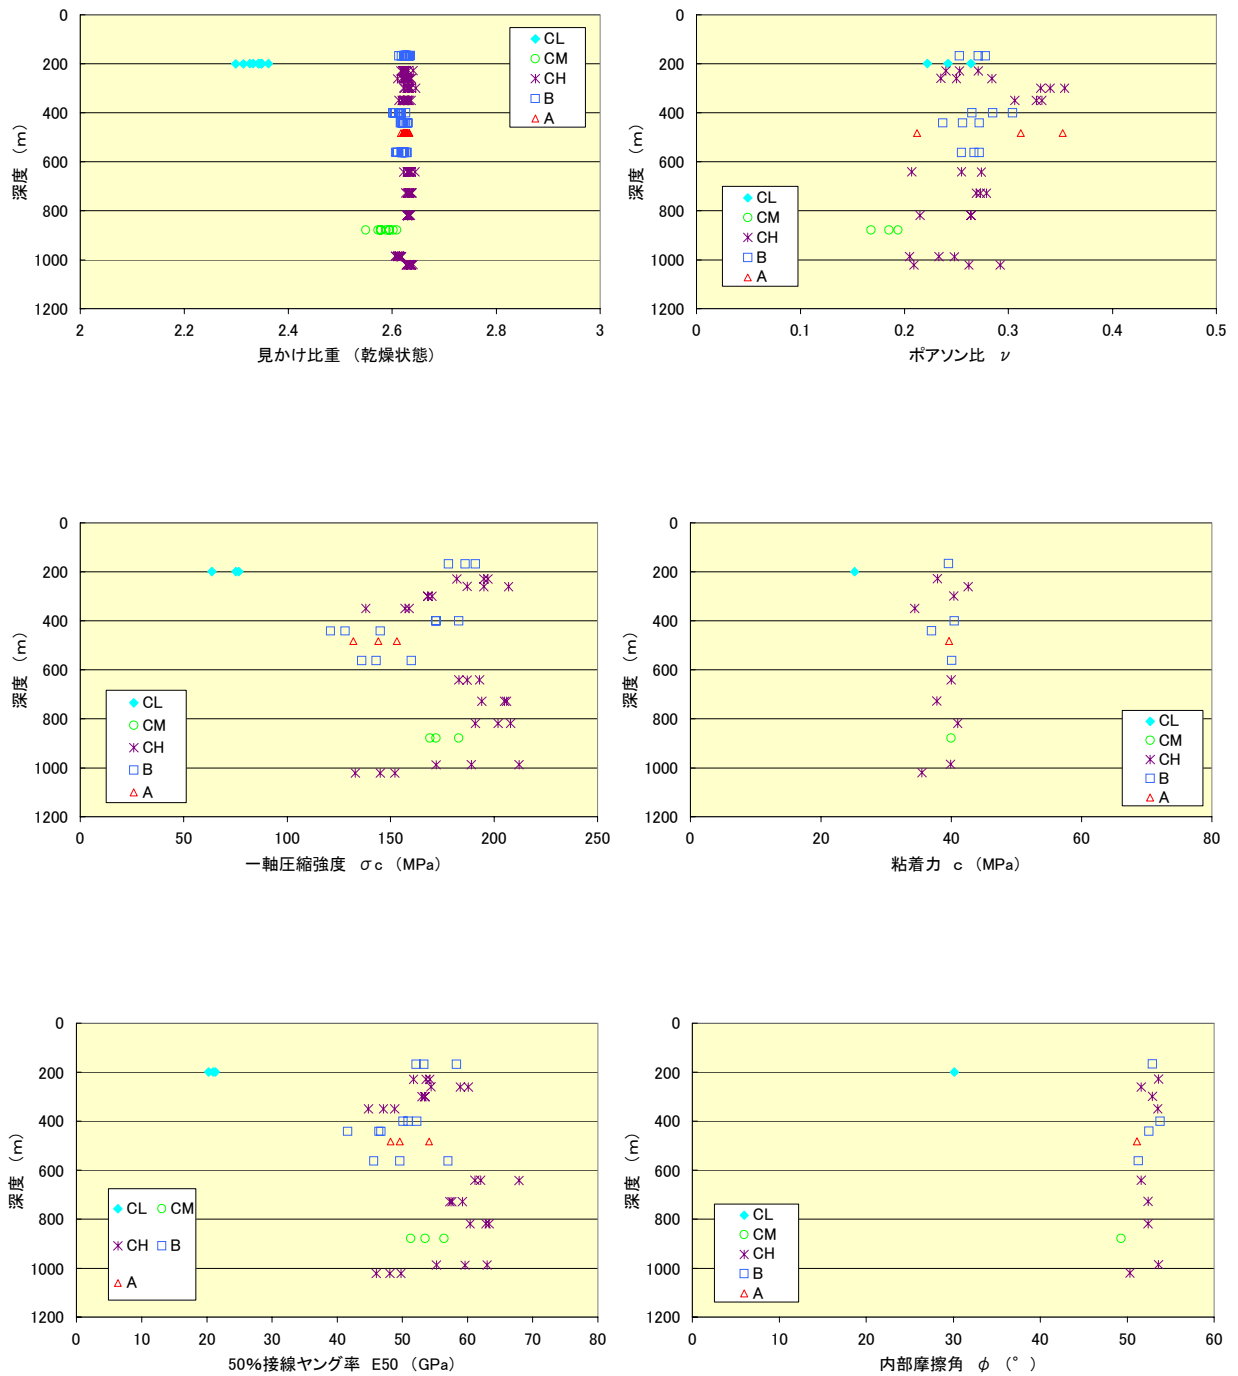 0
200
400
600
800
1000
1200
深度 (m)
2 2.2 2.4 2.6 2.8 3
見かけ比重 (乾燥状態)
CL
CM
CH
B
A
0
200
400
600
800
1000
1200
深度 (m)
0 0.1 0.2 0.3 0.4 0.5
ポアソン比 ν
CL
CM
CH
B
A
0
200
400
600
800
1000
1200
深度 (m)
0 50 100 150 200 250
一軸圧縮強度 σc (MPa)
CL
CM
CH
B
A
0
200
400
600
800
1000
1200
深度 (m)
0 20 40 60 80
粘着力 c (MPa)
CL
CM
CH
B
A
0
200
400
600
800
1000
1200
深度 (m)
0 10 20 30 40 50 60 70 80
50%接線ヤング率 E50 (GPa)
CL CM
CH B
A
0
200
400
600
800
1000
1200
深度 (m)
0 10 20 30 40 50 60
内部摩擦角 φ (°)
CL
CM
CH
B
A